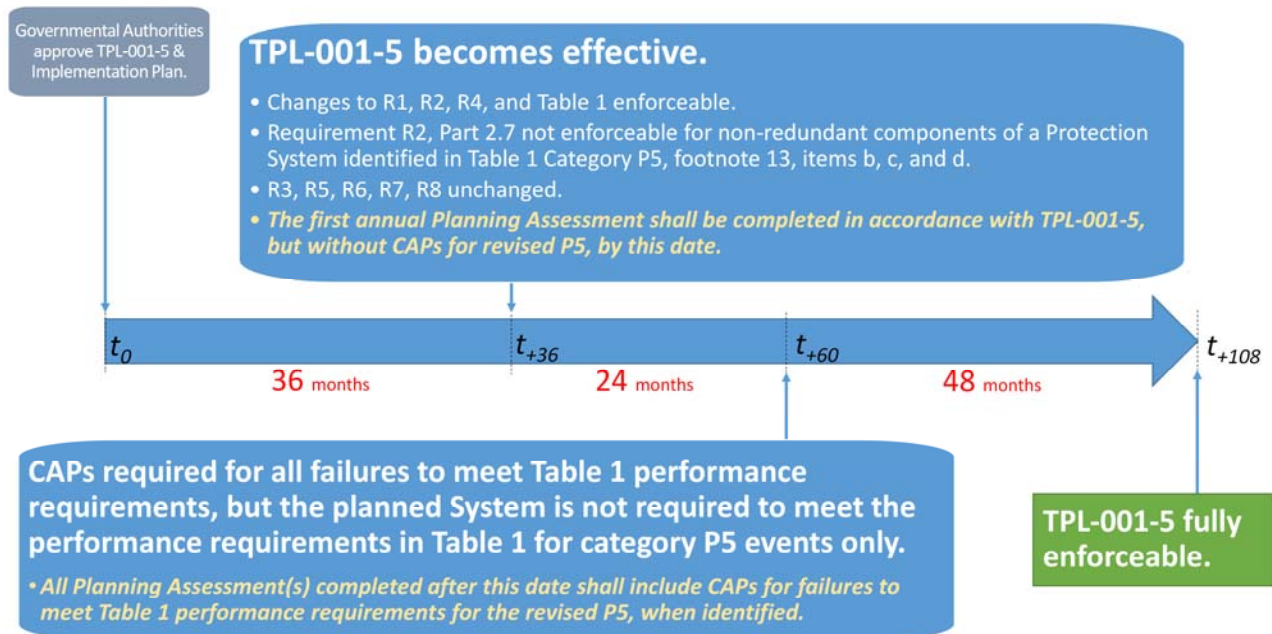 Governmental Authorities
approve TPL-001-5 &
Implementation Plan.
TPL-001-5 becomes effective.
• Changes to R1, R2, R4, and Table 1 enforceable.
• Requirement R2, Part 2.7 not enforceable for non-redundant components of a Protection
System identified in Table 1 Category P5, footnote 13, items b, c, and d.
• R3, R5, R6, R7, R8 unchanged.
• The first annual Planning Assessment shall be completed in accordance with TPL-001-5,
but without CAPs for revised P5, by this date.
t0
t+36
t+60
t+108
36 months
24 months
48 months
CAPs required for all failures to meet Table 1 performance
requirements, but the planned System is not required to meet the
performance requirements in Table 1 for category P5 events only.
• All Planning Assessment(s) completed after this date shall include CAPs for failures to
meet Table 1 performance requirements for the revised P5, when identified.
TPL-001-5 fully
enforceable.